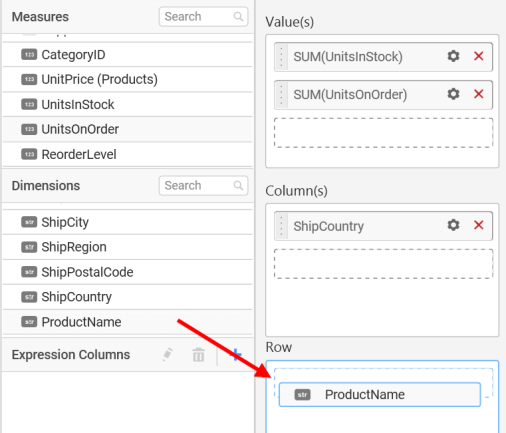 Measures
Search
123 CategoryID
123 UnitPrice (Products)
123 UnitsInStock
123 UnitsOnOrder
123 ReorderLevel
Dimensions
Search
str ShipCity
str ShipRegion
str ShipPostalCode
str ShipCountry
str ProductName
Expression Columns
Value(s)
SUM(UnitsInStock)
SUM(UnitsOnOrder)
Column(s)
ShipCountry
Row
str ProductName